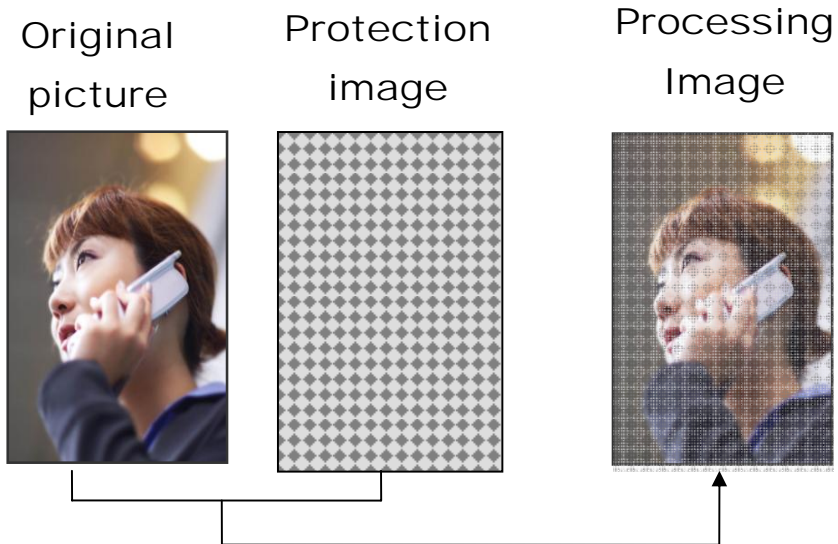 Original
picture
Protection
image
Processing
Image